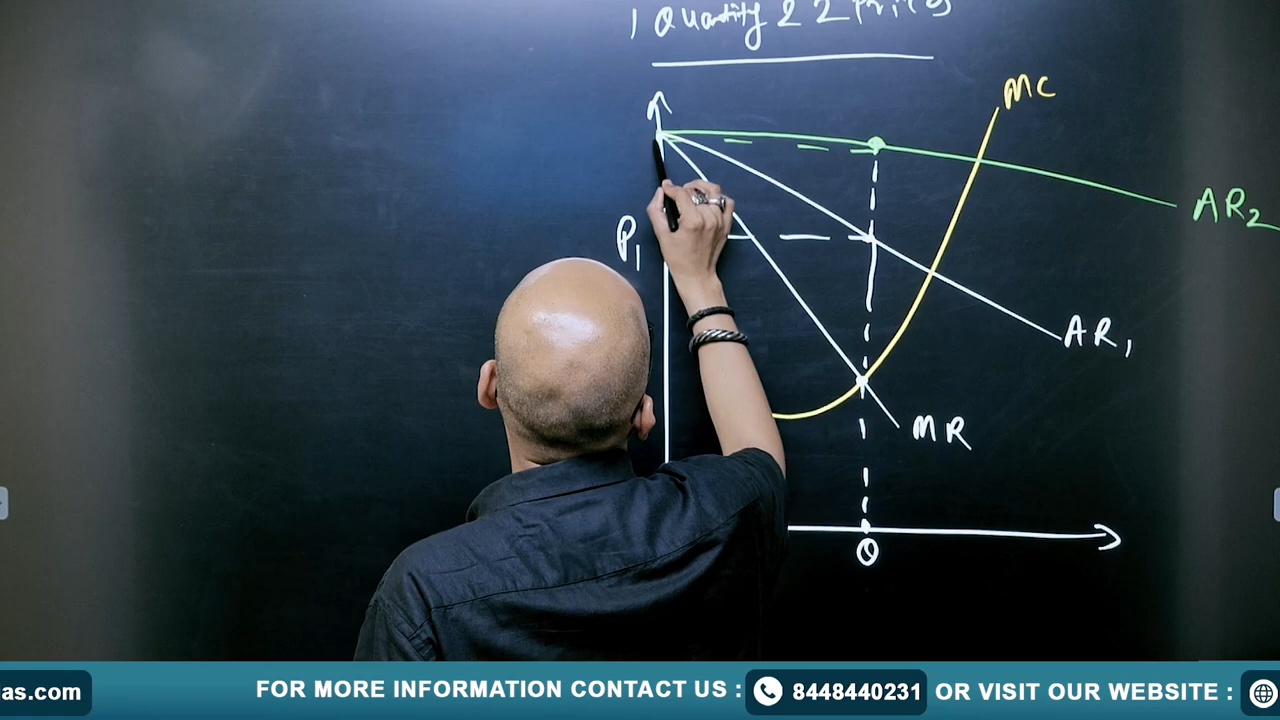 1 Quantity & 2 Prices
MC
AR2
P1
AR1
MR
Q
as.com FOR MORE INFORMATION CONTACT US : 8448440231 OR VISIT OUR WEBSITE :